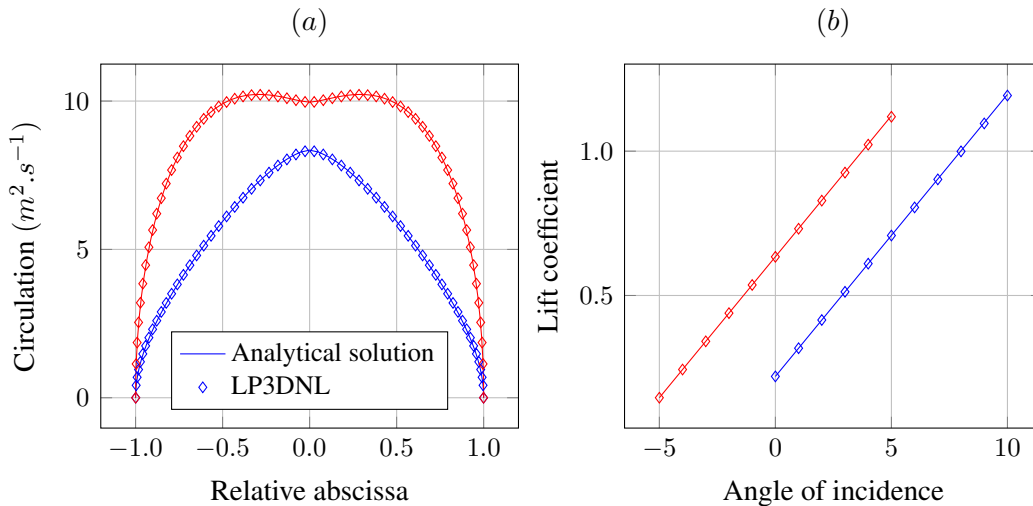 (a)
Circulation (m².s⁻¹)
10
5
0
−1.0 −0.5 0.0 0.5 1.0
Relative abscissa
Analytical solution
LP3DNL
(b)
Lift coefficient
1.0
0.5
−5 0 5 10
Angle of incidence